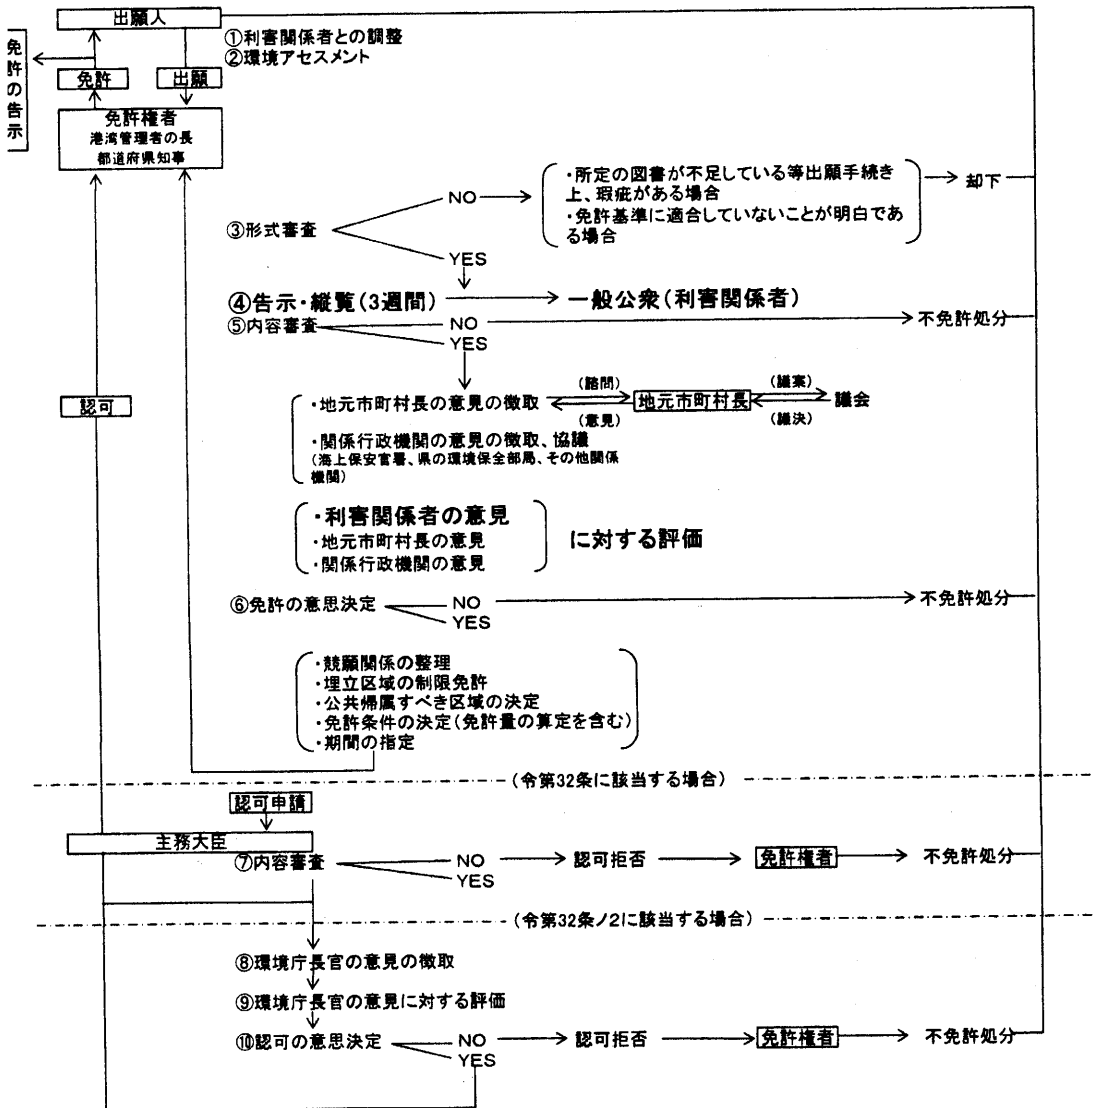 出願人
①利害関係者との調整
②環境アセスメント
免許の告示
免許
出願
免許権者
港湾管理者の長
都道府県知事
③形式審査
NO
・所定の図書が不足している等出願手続き
上、瑕疵がある場合
・免許基準に適合していないことが明白であ
る場合
却下
YES
④告示・縦覧(3週間)
一般公衆(利害関係者)
⑤内容審査
NO
不免許処分
YES
認可
・地元市町村長の意見の徴取
(諮問)
(意見)
地元市町村長
(議案)
(議決)
議会
・関係行政機関の意見の徴取、協議
(海上保安官署、県の環境保全部局、その他関係
機関)
・利害関係者の意見
・地元市町村長の意見
・関係行政機関の意見
に対する評価
⑥免許の意思決定
NO
不免許処分
YES
・競願関係の整理
・埋立区域の制限免許
・公共帰属すべき区域の決定
・免許条件の決定(免許量の算定を含む)
・期間の指定
(令第32条に該当する場合)
認可申請
主務大臣
⑦内容審査
NO
認可拒否
免許権者
不免許処分
YES
(令第32条ノ2に該当する場合)
⑧環境庁長官の意見の徴取
⑨環境庁長官の意見に対する評価
⑩認可の意思決定
NO
認可拒否
免許権者
不免許処分
YES